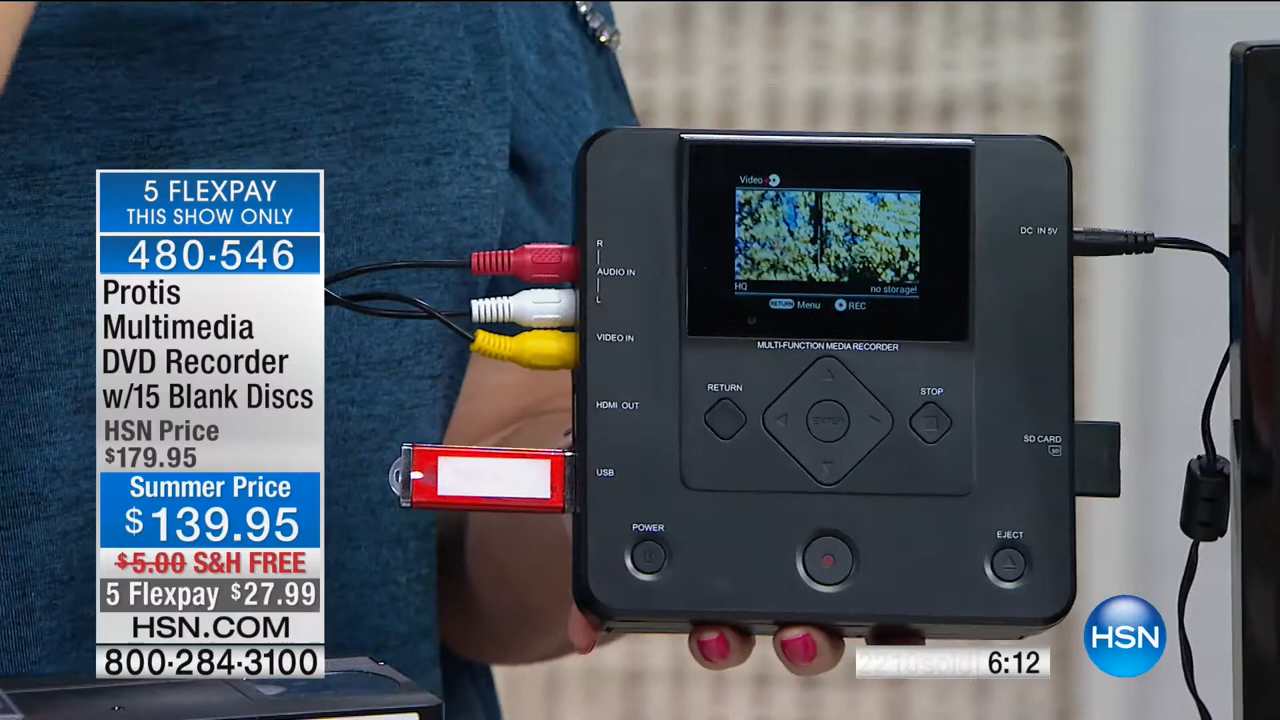 5 FLEXPAY
THIS SHOW ONLY
480·546
Protis
Multimedia
DVD Recorder
w/15 Blank Discs
HSN Price
$179.95
Summer Price
$139.95
$5.00 S&H FREE
5 Flexpay $27.99
HSN.COM
800·284·3100
Video
HQ
no storage!
RETURN Menu
REC
MULTI-FUNCTION MEDIA RECORDER
R
AUDIO IN
L
VIDEO IN
HDMI OUT
USB
DC IN 5V
RETURN
STOP
ENTER
SD CARD
SD
POWER
EJECT
HSN
6:12